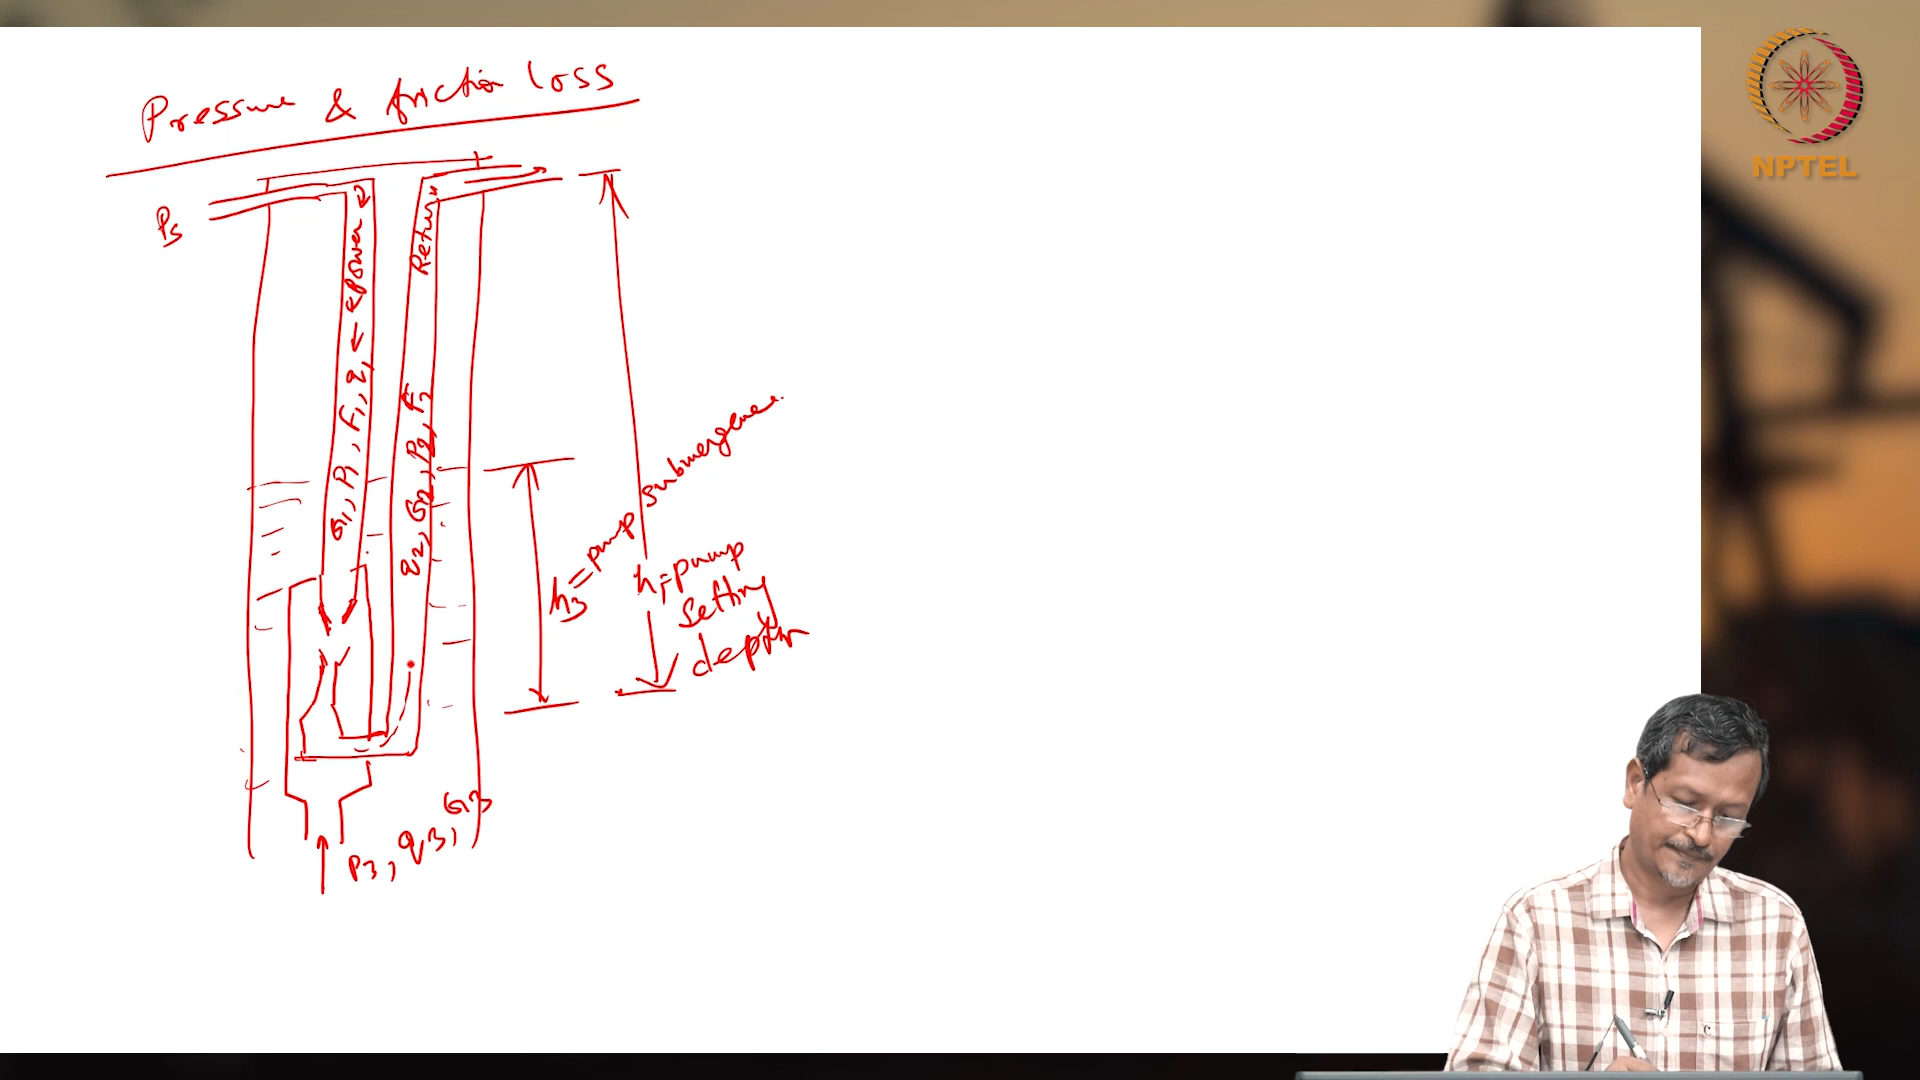 Pressure & friction loss
Ps
Power
Return
G1, P1, F1, q1
q2, G2, P2, F2
h3 = pump submergence
h1 = pump
setting
depth
P3, q3, G3
NPTEL